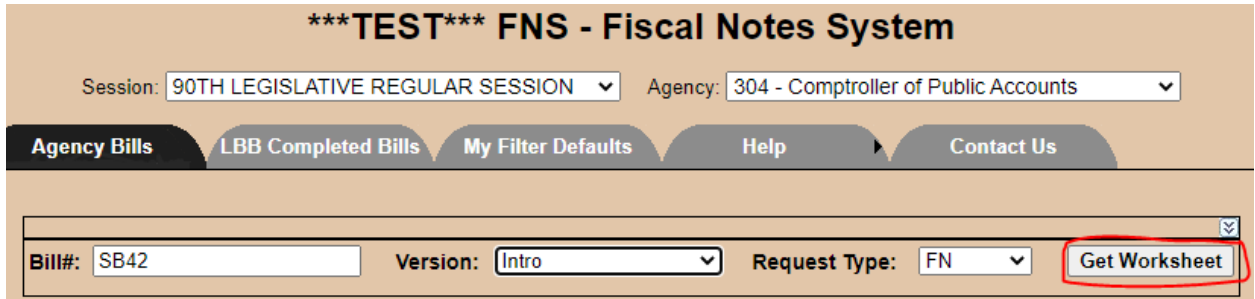 ***TEST*** FNS - Fiscal Notes System
Session: 90TH LEGISLATIVE REGULAR SESSION Agency: 304 - Comptroller of Public Accounts
Agency Bills LBB Completed Bills My Filter Defaults Help Contact Us
Bill#: SB42 Version: Intro Request Type: FN Get Worksheet